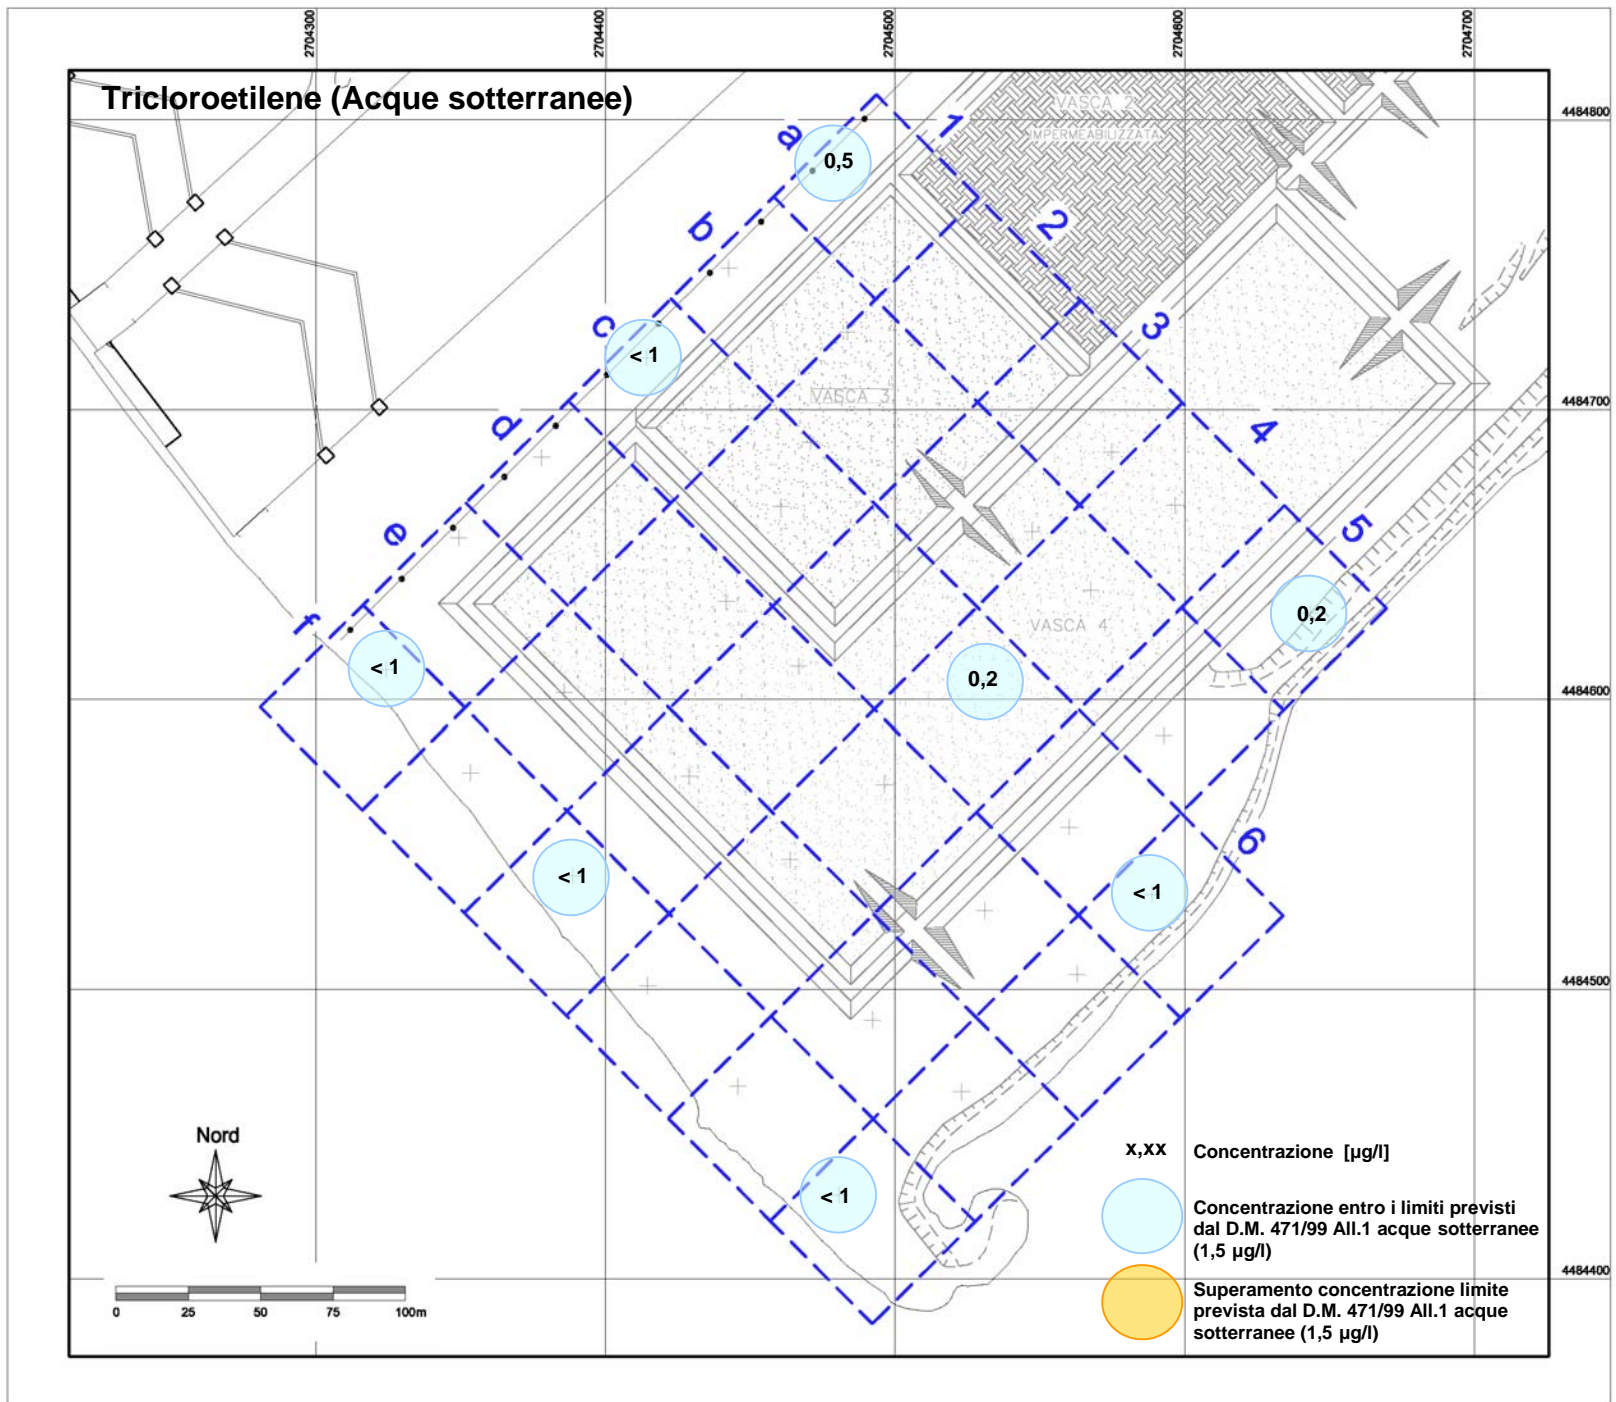 2704300
2704400
2704500
2704600
2704700
Tricloroetilene (Acque sotterranee)
4484800
4484700
4484600
4484500
4484400
VASCA 2
IMPERMEABILIZZATA
a
1
0,5
b
2
c
3
< 1
VASCA 3
d
4
e
5
f
0,2
VASCA 4
< 1
0,2
6
< 1
< 1
< 1
Nord
0 25 50 75 100m
x,xx Concentrazione [µg/l]
Concentrazione entro i limiti previsti
dal D.M. 471/99 All.1 acque sotterranee
(1,5 µg/l)
Superamento concentrazione limite
prevista dal D.M. 471/99 All.1 acque
sotterranee (1,5 µg/l)